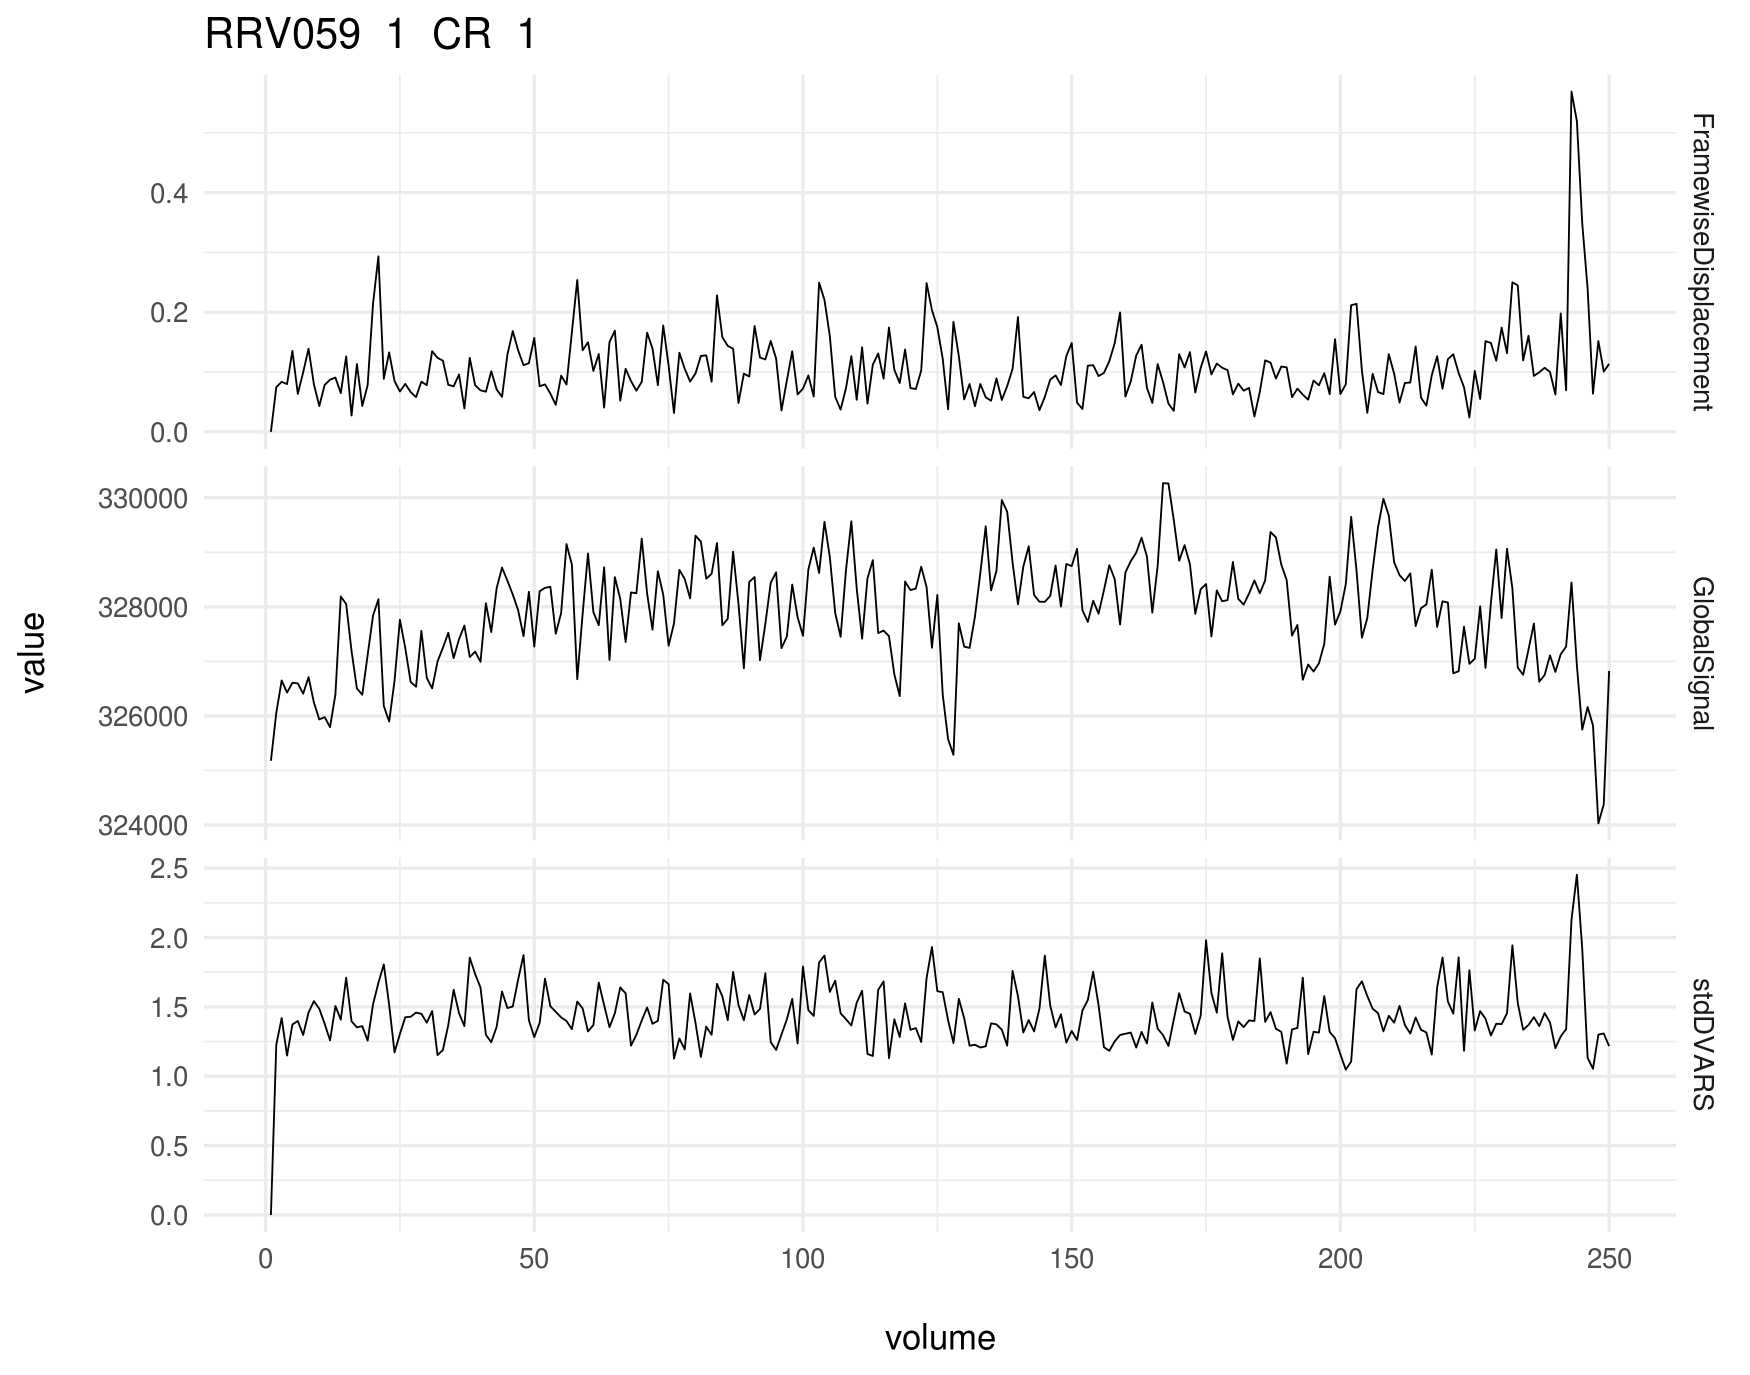 RRV059 1 CR 1
0.4
0.2
0.0
FramewiseDisplacement
330000
328000
326000
324000
GlobalSignal
2.5
2.0
1.5
1.0
0.5
0.0
stdDVARS
value
0 50 100 150 200 250
volume